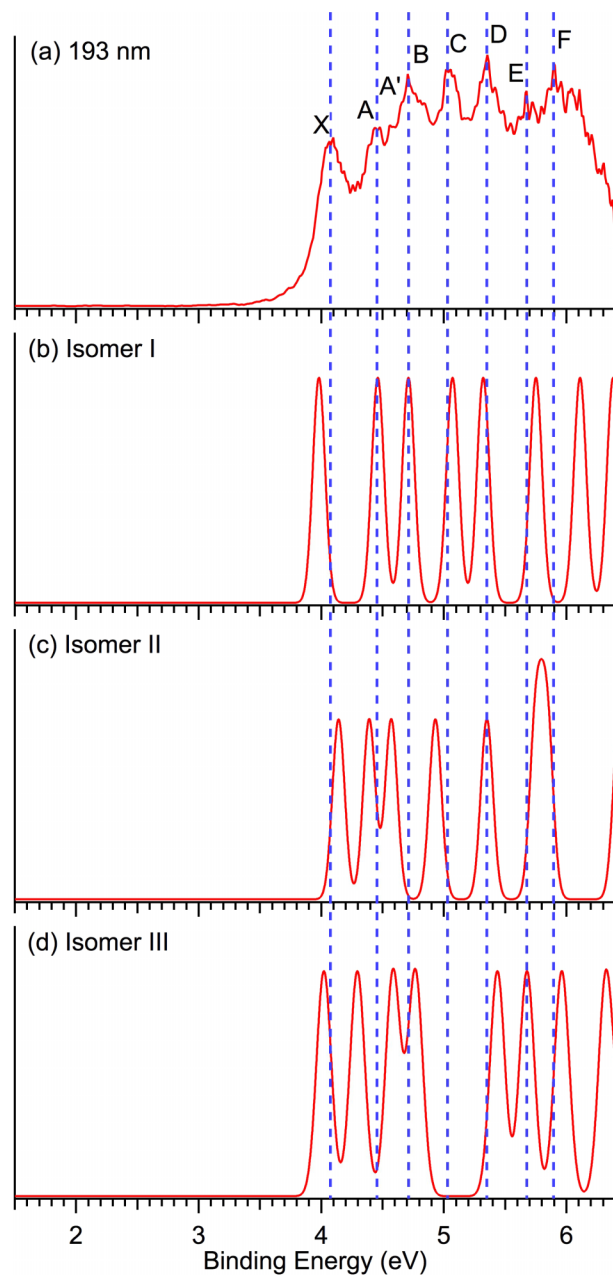 (a) 193 nm
X
A
A'
B
C
D
E
F
(b) Isomer I
(c) Isomer II
(d) Isomer III
2
3
4
5
6
Binding Energy (eV)